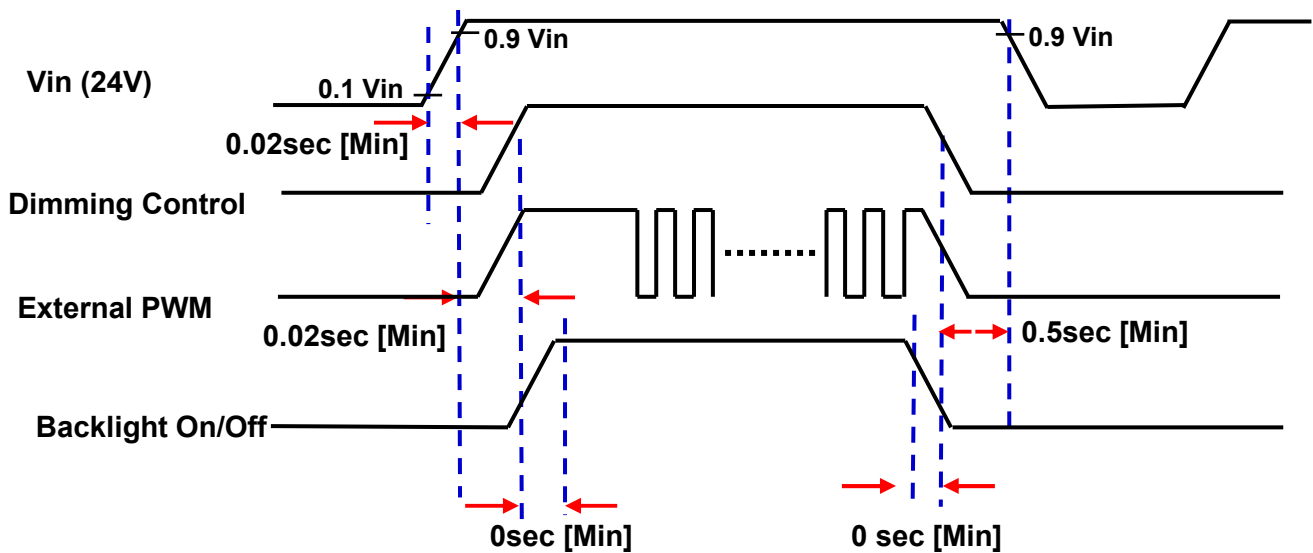 0.9 Vin
0.9 Vin
Vin (24V)
0.1 Vin
0.02sec [Min]
Dimming Control
External PWM
0.02sec [Min]
0.5sec [Min]
Backlight On/Off
0sec [Min]
0 sec [Min]